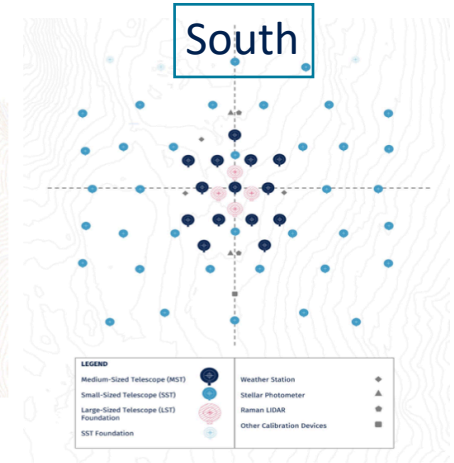 South
LEGEND
Medium-Sized Telescope (MST)
Small-Sized Telescope (SST)
Large-Sized Telescope (LST)
Foundation
SST Foundation
Weather Station
Stellar Photometer
Raman LIDAR
Other Calibration Devices